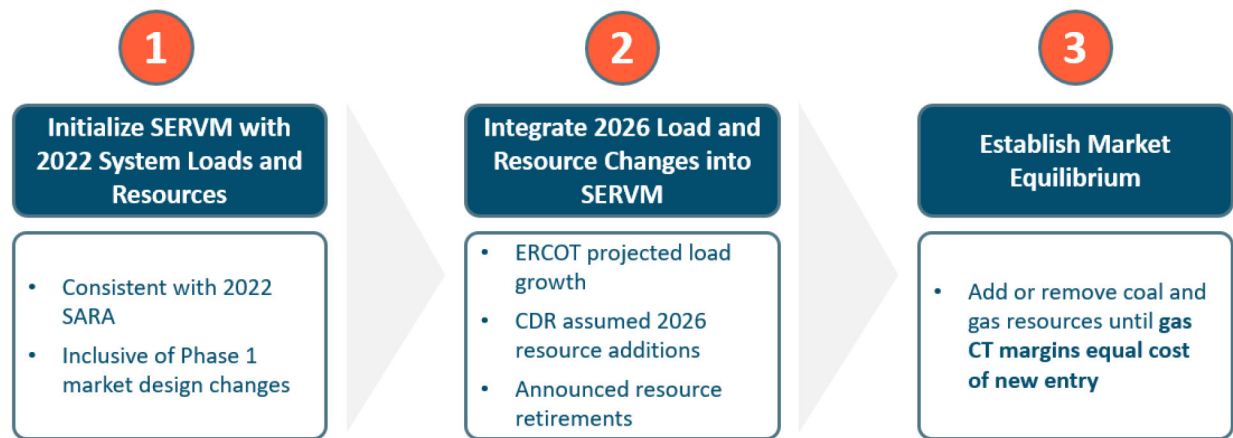 1
Initialize SERVM with
2022 System Loads and
Resources
• Consistent with 2022
SARA
• Inclusive of Phase 1
market design changes
2
Integrate 2026 Load and
Resource Changes into
SERVM
• ERCOT projected load
growth
• CDR assumed 2026
resource additions
• Announced resource
retirements
3
Establish Market
Equilibrium
• Add or remove coal and
gas resources until gas
CT margins equal cost
of new entry